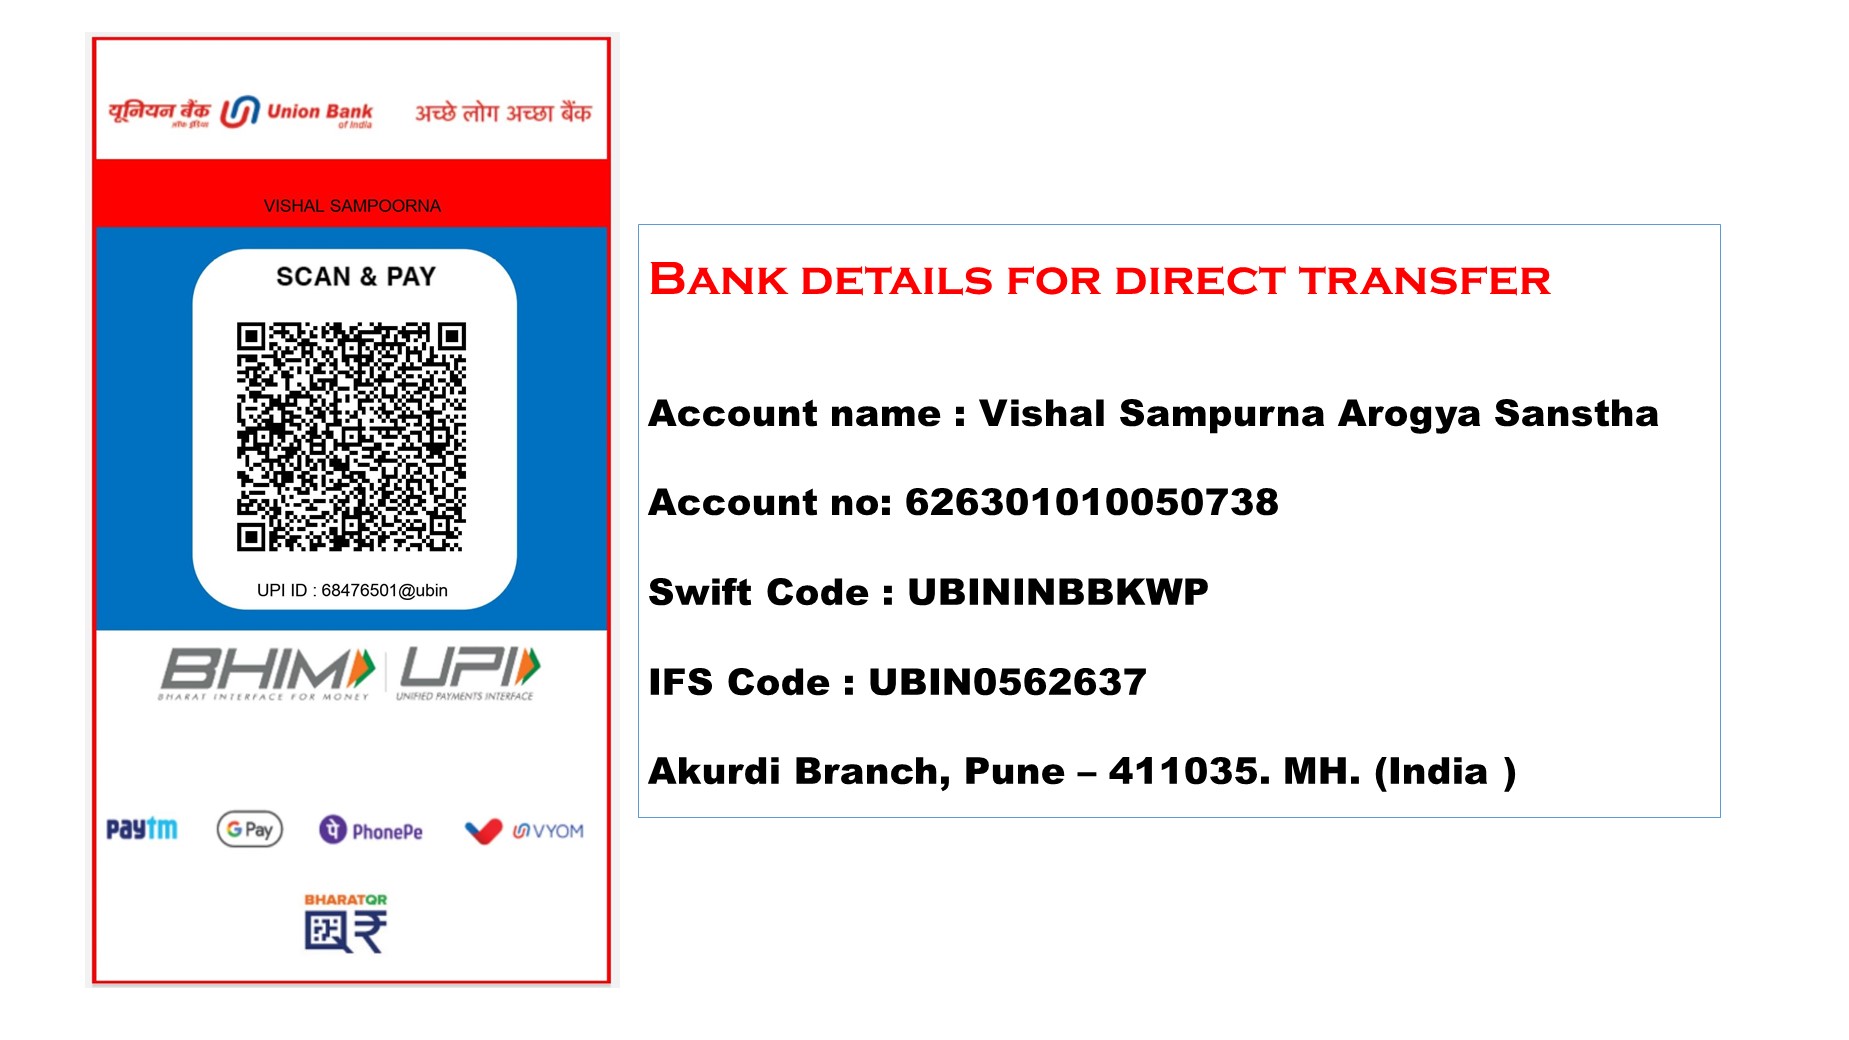 यूनियन बैंक Union Bank अच्छे लोग अच्छा बैंक
ऑफ इंडिया of India
VISHAL SAMPOORNA
SCAN & PAY
UPI ID : 68476501@ubin
BHIM UPI
BHARAT INTERFACE FOR MONEY UNIFIED PAYMENTS INTERFACE
paytm G Pay पे PhonePe VYOM
BHARATQR
₹
BANK DETAILS FOR DIRECT TRANSFER
Account name : Vishal Sampurna Arogya Sanstha
Account no: 626301010050738
Swift Code : UBININBBKWP
IFS Code : UBIN0562637
Akurdi Branch, Pune – 411035. MH. (India )